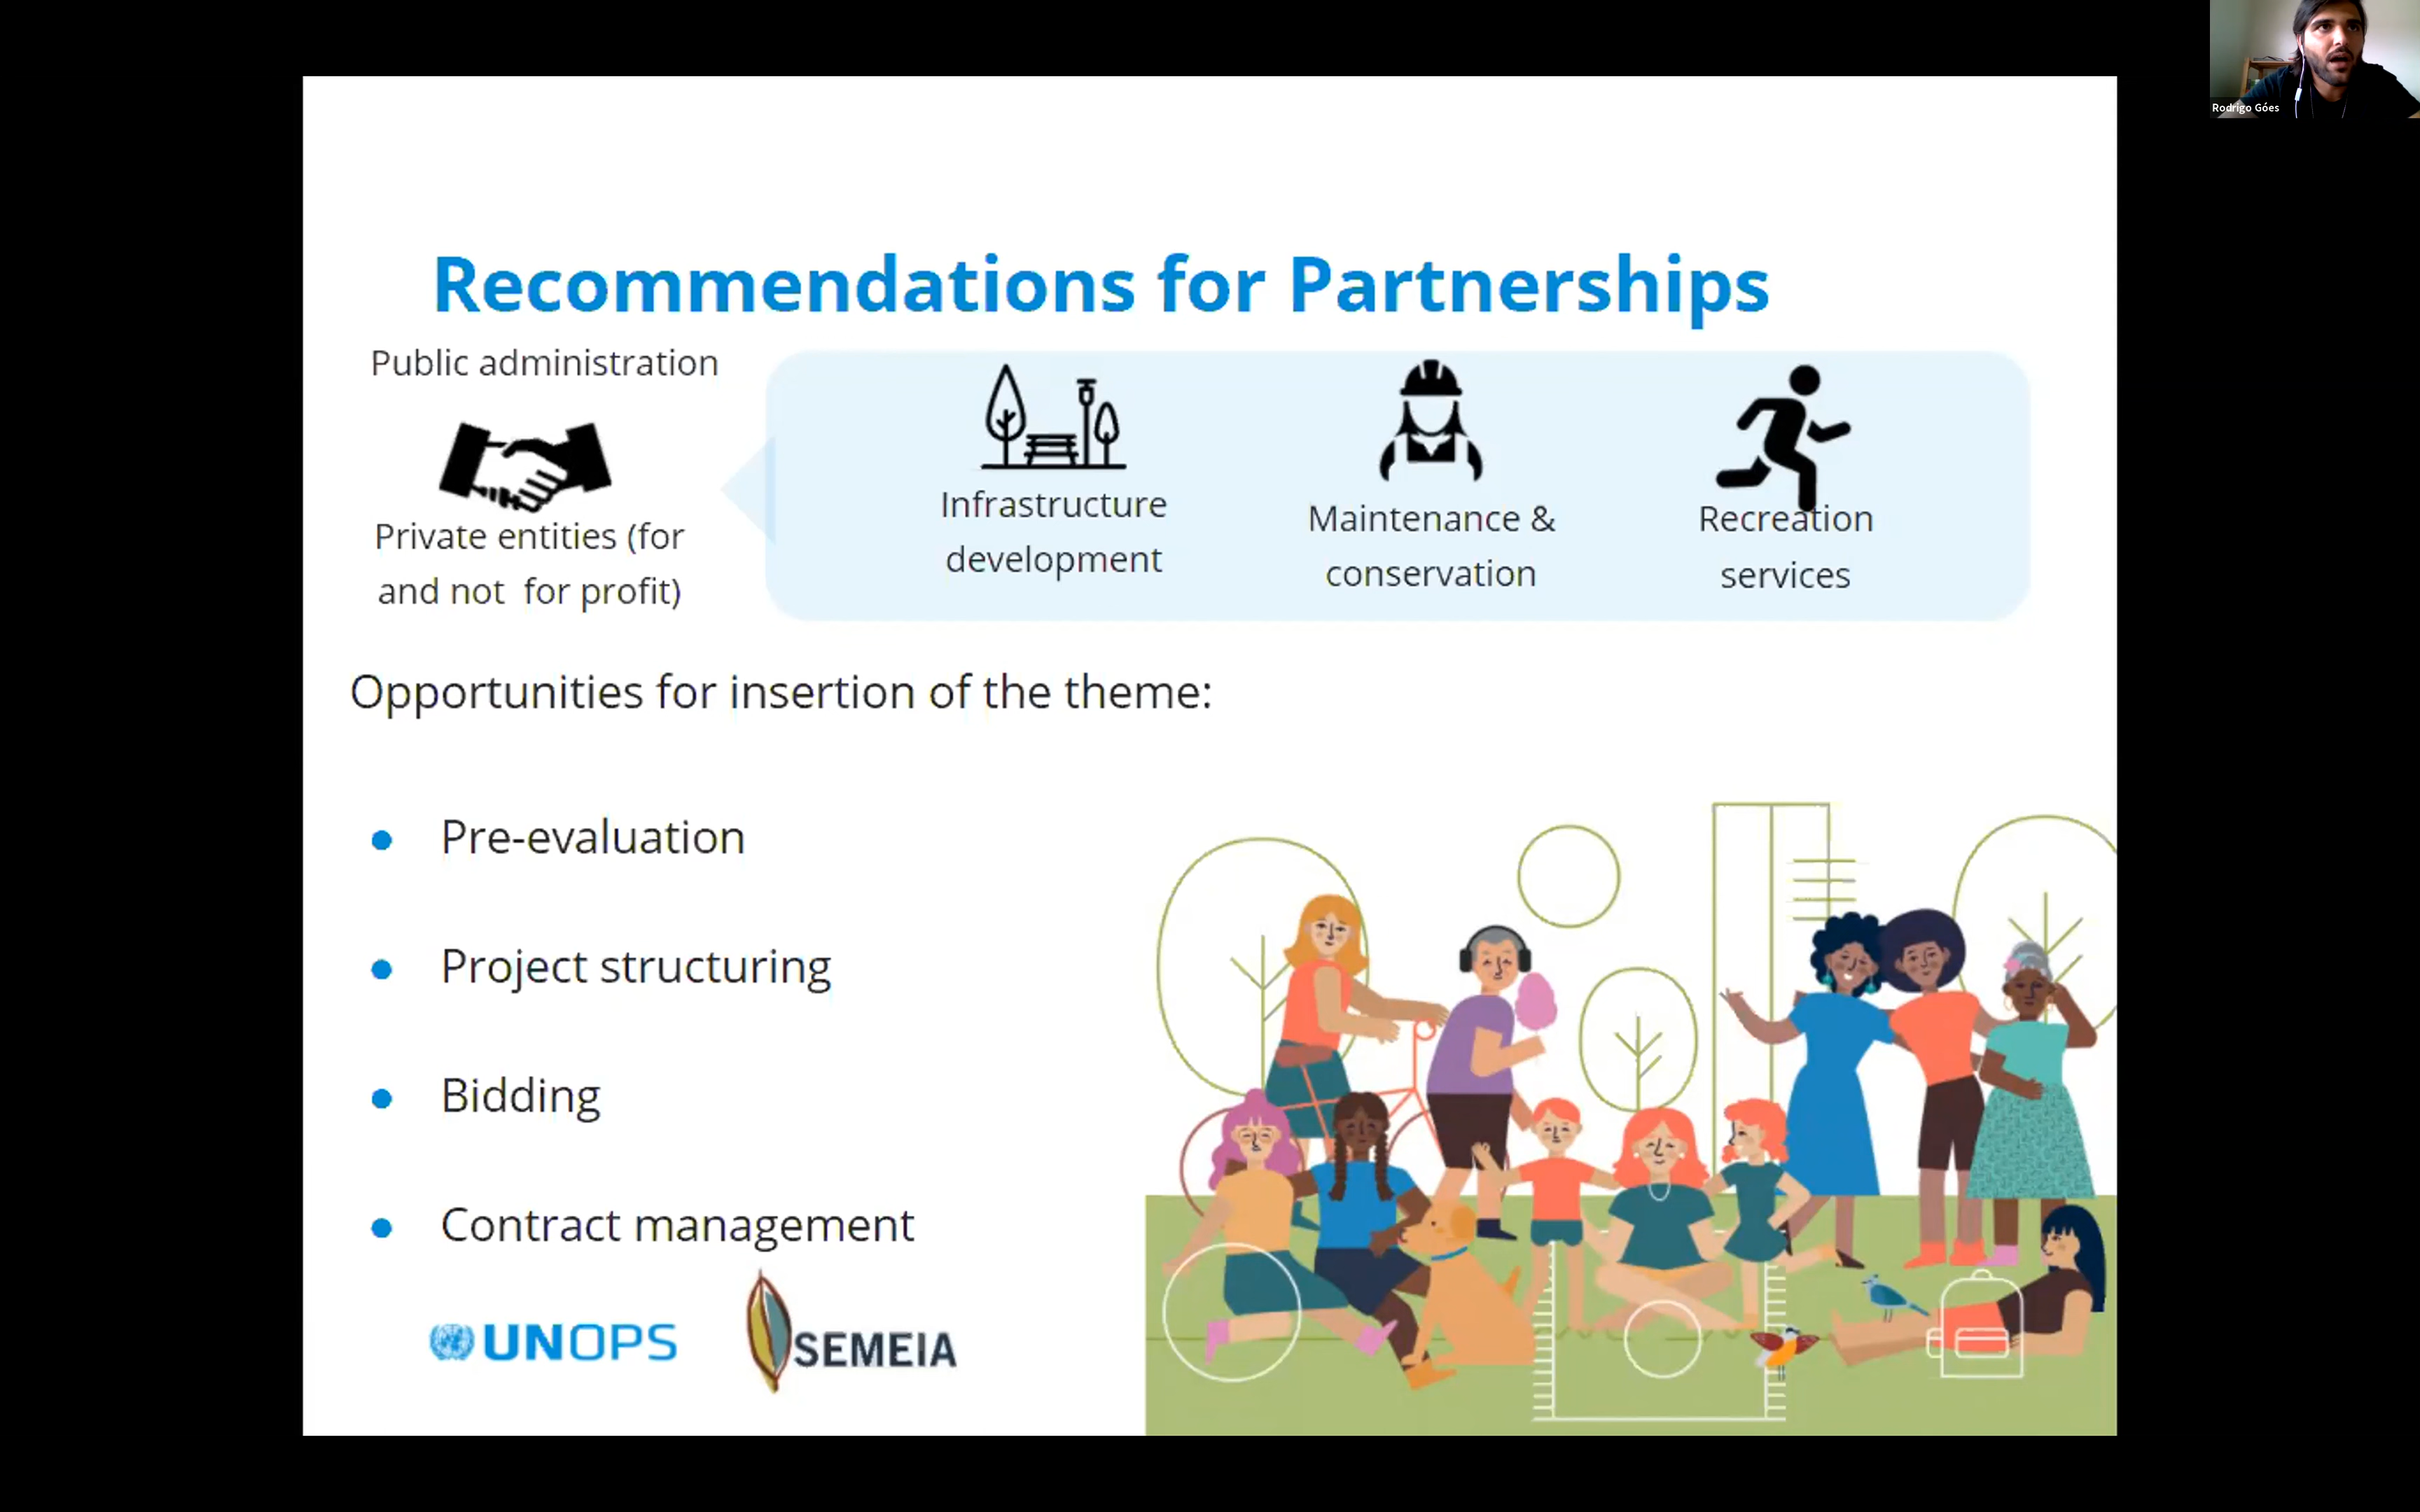 Rodrigo Góes
Recommendations for Partnerships
Public administration
Private entities (for
and not for profit)
Infrastructure
development
Maintenance &
conservation
Recreation
services
Opportunities for insertion of the theme:
Pre-evaluation
Project structuring
Bidding
Contract management
UNOPS
SEMEIA